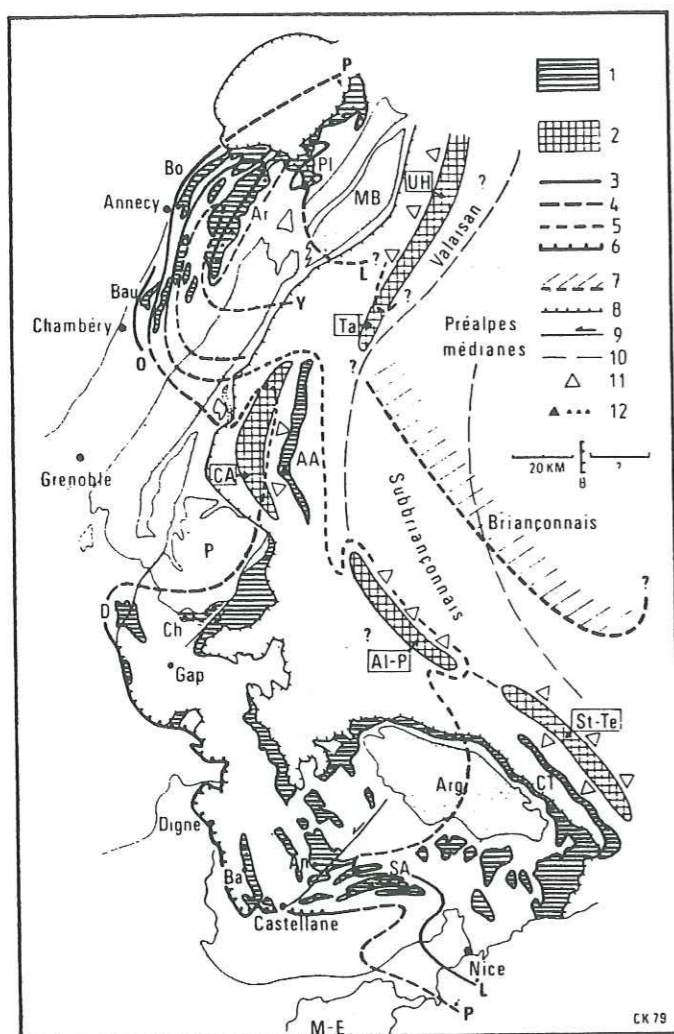 P
1
2
3
4
5
6
7
8
9
10
11
12
Bo
Pl
Annecy
Ar
MB
UH
?
Valaisan
?
L
Bau
Y
?
Chambéry
Ta
O
?
Préalpes
médianes
20 KM
8
?
Grenoble
CA
AA
Subbriançonnais
Briançonnais
P
?
D
Ch
?
Al-P
Gap
St-Te
Arg
CT
Digne
An
SA
Ba
Castellane
Nice
L
P
M-E
CK 79